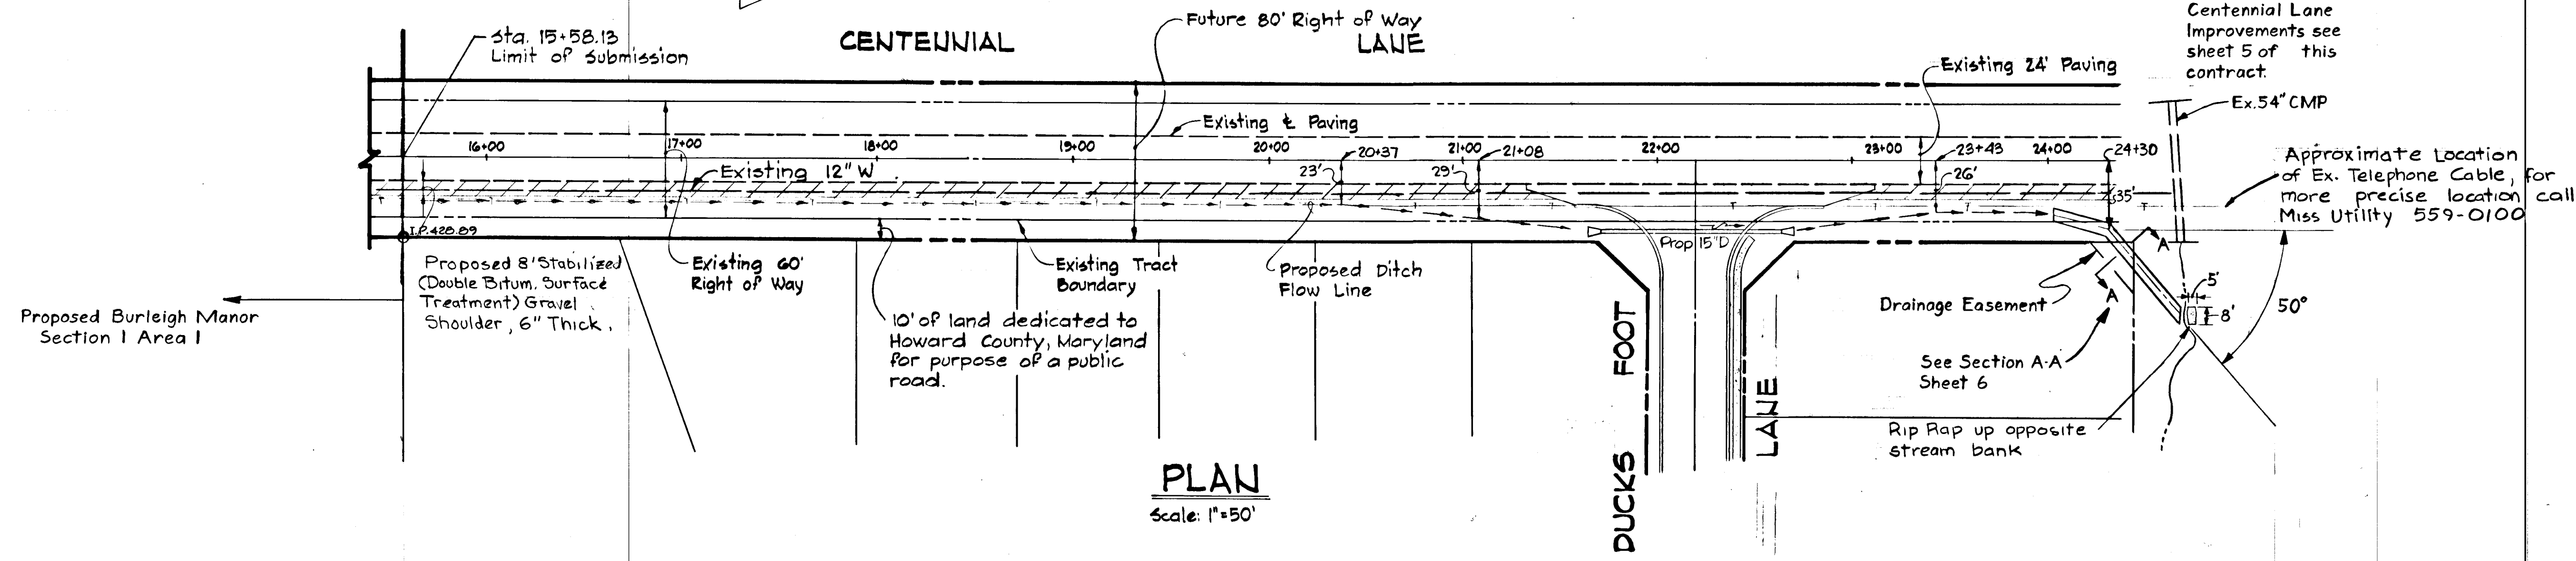 Sta. 15+58.13
Limit of Submission
CENTENNIAL LANE
Future 80' Right of Way
Existing 24' Paving
Centennial Lane
Improvements see
sheet 5 of this
contract.
Ex. 54" CMP
Existing ℄ Paving
16+00
17+00
18+00
19+00
20+00
20+37
21+00
21+08
22+00
23+00
23+43
24+00
24+30
Existing 12" W
23'
29'
26'
35'
Approximate Location
of Ex. Telephone Cable, for
more precise location call
Miss Utility 559-0100
I.P. 428.89
Prop 15" D
Proposed 8' Stabilized
(Double Bitum. Surface
Treatment) Gravel
Shoulder, 6" Thick.
Existing 60'
Right of Way
Existing Tract
Boundary
Proposed Ditch
Flow Line
10' of land dedicated to
Howard County, Maryland
for purpose of a public
road.
Proposed Burleigh Manor
Section 1 Area 1
Drainage Easement
A
A
5'
8'
50°
See Section A-A
Sheet 6
Rip Rap up opposite
stream bank
DUCKS FOOT
LANE
PLAN
Scale: 1"=50'